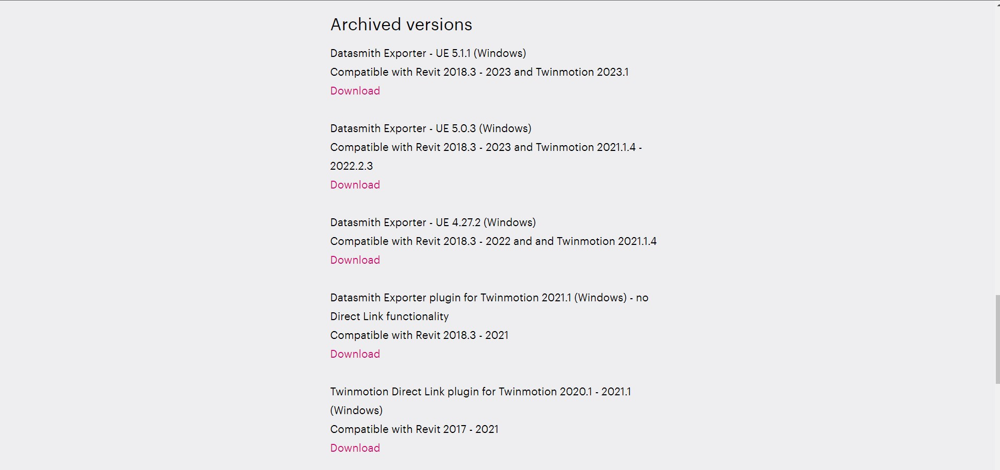 Archived versions
Datasmith Exporter - UE 5.1.1 (Windows)
Compatible with Revit 2018.3 - 2023 and Twinmotion 2023.1
Download
Datasmith Exporter - UE 5.0.3 (Windows)
Compatible with Revit 2018.3 - 2023 and Twinmotion 2021.1.4 -
2022.2.3
Download
Datasmith Exporter - UE 4.27.2 (Windows)
Compatible with Revit 2018.3 - 2022 and and Twinmotion 2021.1.4
Download
Datasmith Exporter plugin for Twinmotion 2021.1 (Windows) - no
Direct Link functionality
Compatible with Revit 2018.3 - 2021
Download
Twinmotion Direct Link plugin for Twinmotion 2020.1 - 2021.1
(Windows)
Compatible with Revit 2017 - 2021
Download